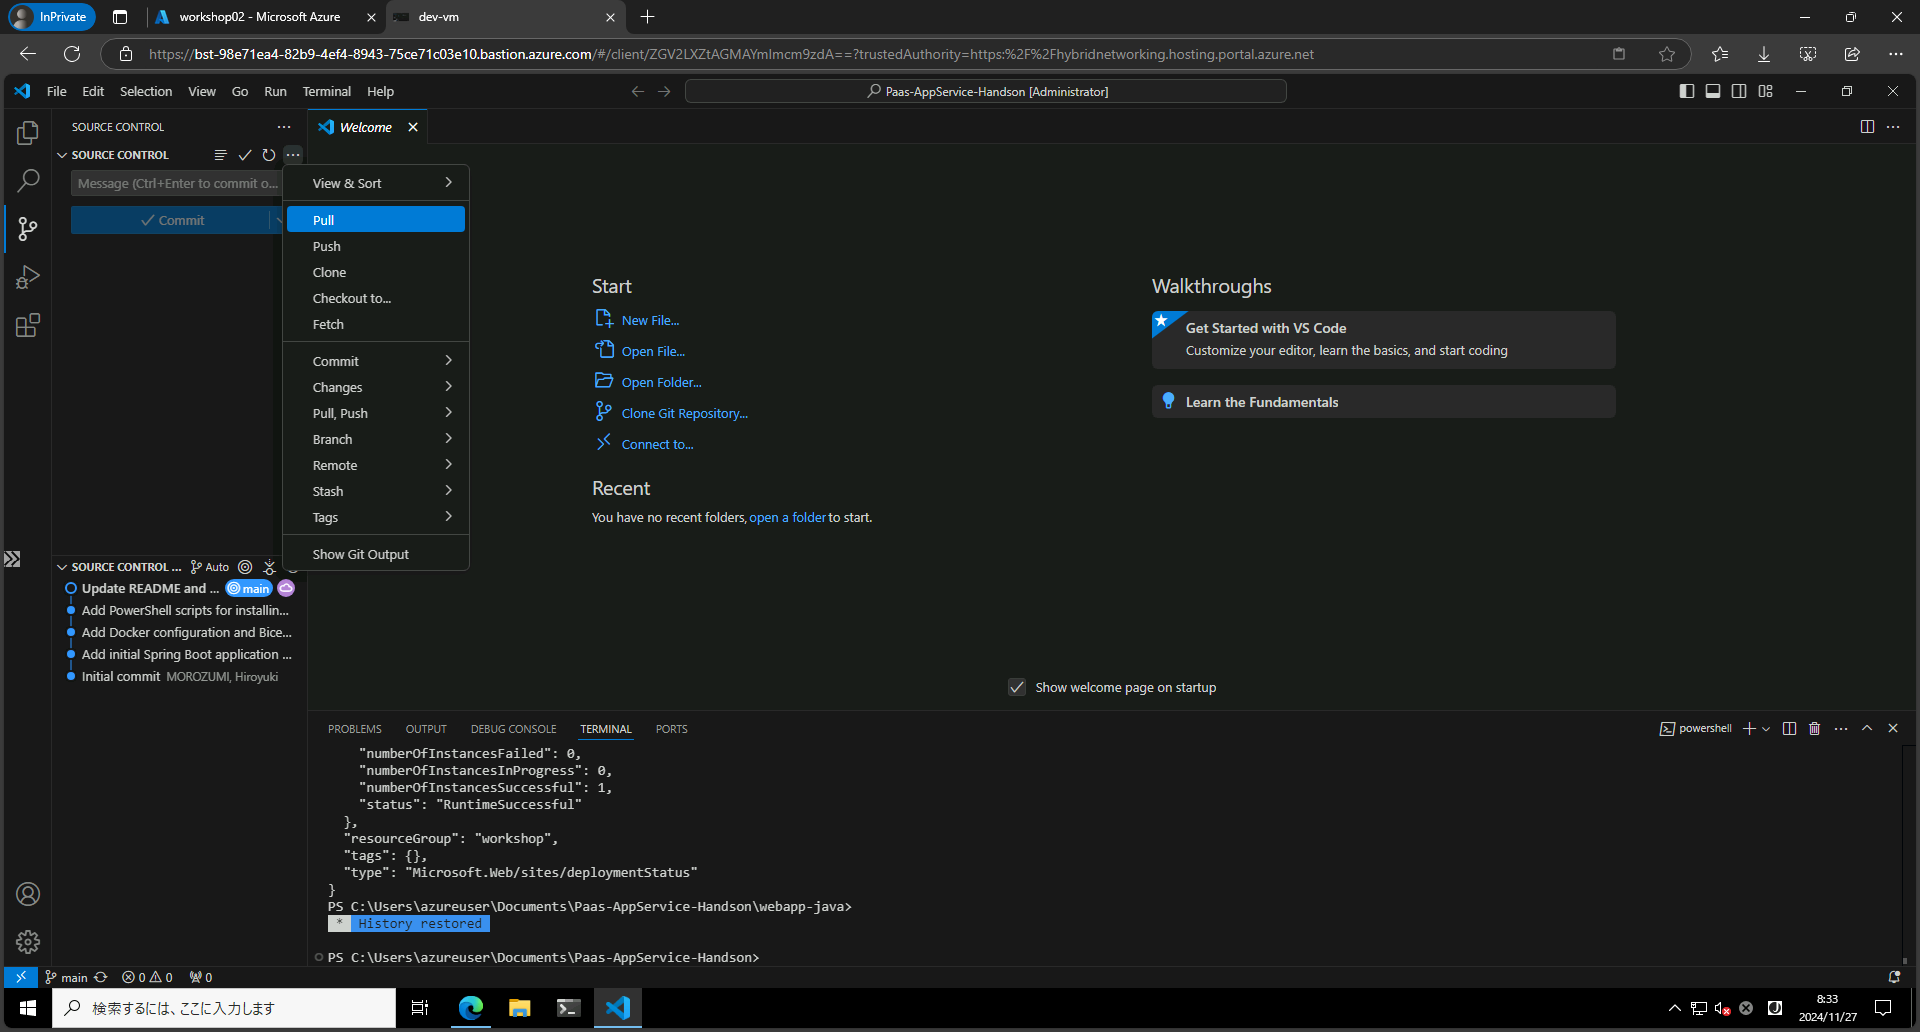 InPrivate
workshop02 - Microsoft Azure
dev-vm
https://bst-98e71ea4-82b9-4ef4-8943-75ce71c03e10.bastion.azure.com/#/client/ZGV2LXZtAGMAYmlmcm9zdA==?trustedAuthority=https:%2F%2Fhybridnetworking.hosting.portal.azure.net
File Edit Selection View Go Run Terminal Help
Paas-AppService-Handson [Administrator]
SOURCE CONTROL
Welcome
SOURCE CONTROL
Message (Ctrl+Enter to commit o...
Commit
View & Sort
Pull
Push
Clone
Checkout to...
Fetch
Commit
Changes
Pull, Push
Branch
Remote
Stash
Tags
Show Git Output
Start
New File...
Open File...
Open Folder...
Clone Git Repository...
Connect to...
Recent
You have no recent folders, open a folder to start.
Walkthroughs
Get Started with VS Code
Customize your editor, learn the basics, and start coding
Learn the Fundamentals
Show welcome page on startup
SOURCE CONTROL ... Auto
Update README and ... main
Add PowerShell scripts for installin...
Add Docker configuration and Bice...
Add initial Spring Boot application ...
Initial commit MOROZUMI, Hiroyuki
PROBLEMS OUTPUT DEBUG CONSOLE TERMINAL PORTS
powershell
"numberOfInstancesFailed": 0,
"numberOfInstancesInProgress": 0,
"numberOfInstancesSuccessful": 1,
"status": "RuntimeSuccessful"
},
"resourceGroup": "workshop",
"tags": {},
"type": "Microsoft.Web/sites/deploymentStatus"
}
PS C:\Users\azureuser\Documents\Paas-AppService-Handson\webapp-java>
* History restored
PS C:\Users\azureuser\Documents\Paas-AppService-Handson>
main 0 0 0
検索するには、ここに入力します
8:33
2024/11/27